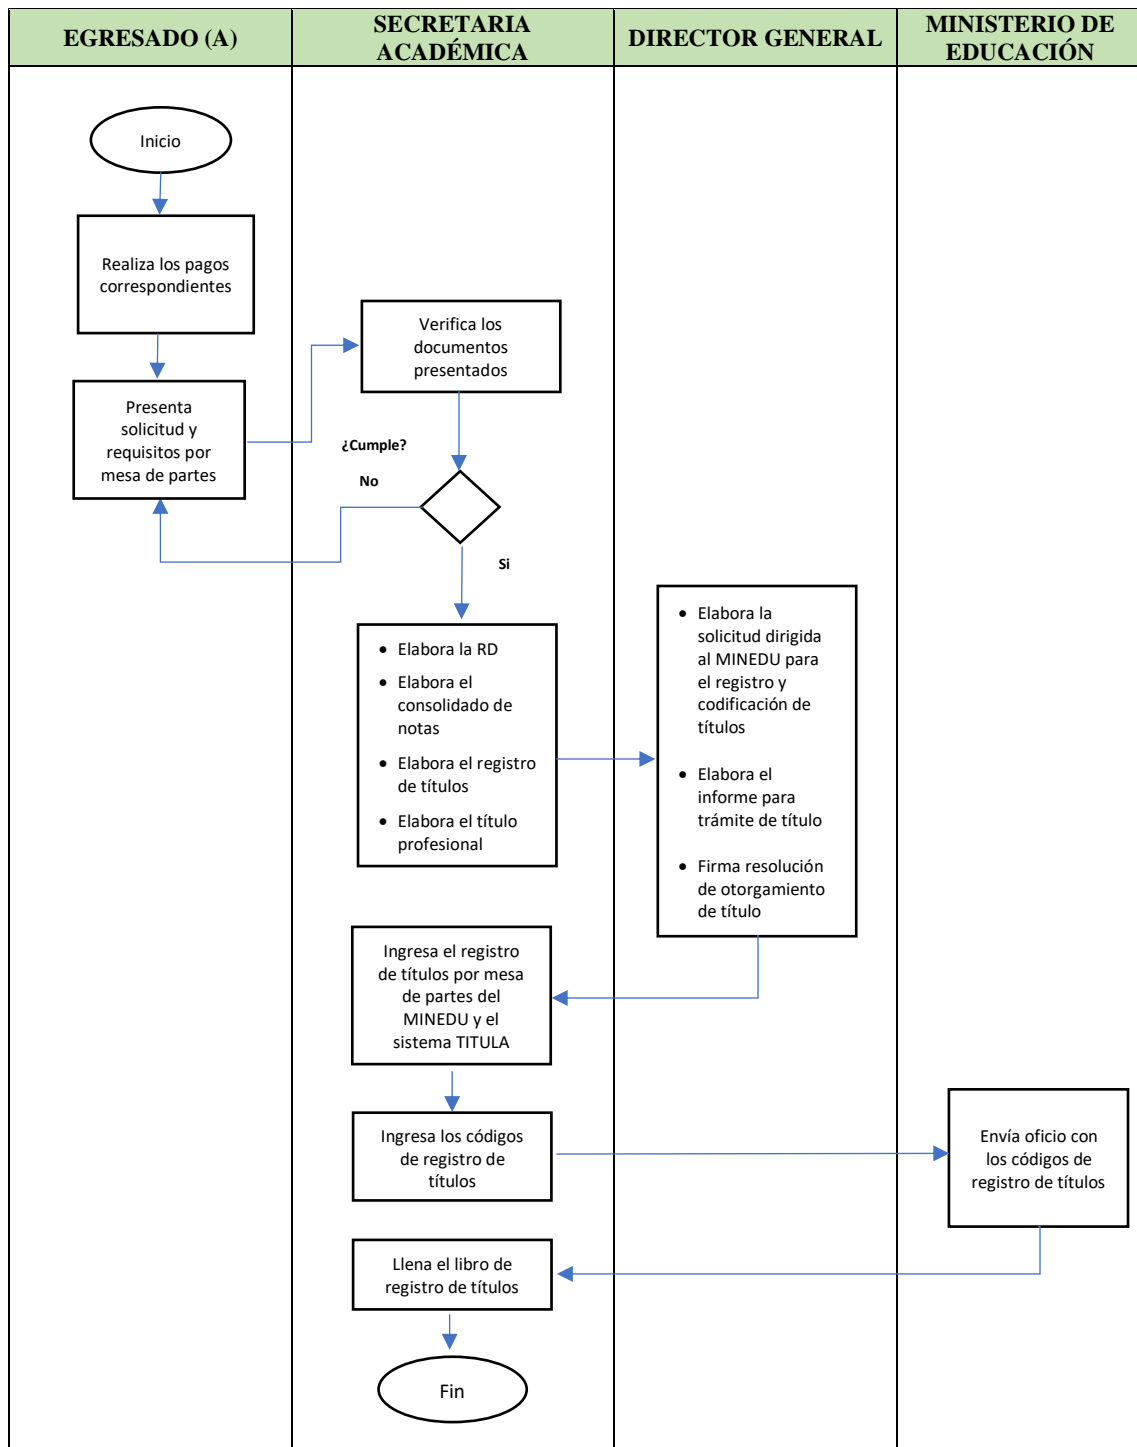 EGRESADO (A)
SECRETARIA
ACADÉMICA
DIRECTOR GENERAL
MINISTERIO DE
EDUCACIÓN
Inicio
Realiza los pagos
correspondientes
Presenta
solicitud y
requisitos por
mesa de partes
Verifica los
documentos
presentados
¿Cumple?
No
Si
• Elabora la RD
• Elabora el
consolidado de
notas
• Elabora el registro
de títulos
• Elabora el título
profesional
• Elabora la
solicitud dirigida
al MINEDU para
el registro y
codificación de
títulos
• Elabora el
informe para
trámite de título
• Firma resolución
de otorgamiento
de título
Ingresa el registro
de títulos por mesa
de partes del
MINEDU y el
sistema TITULA
Ingresa los códigos
de registro de
títulos
Envía oficio con
los códigos de
registro de títulos
Llena el libro de
registro de títulos
Fin